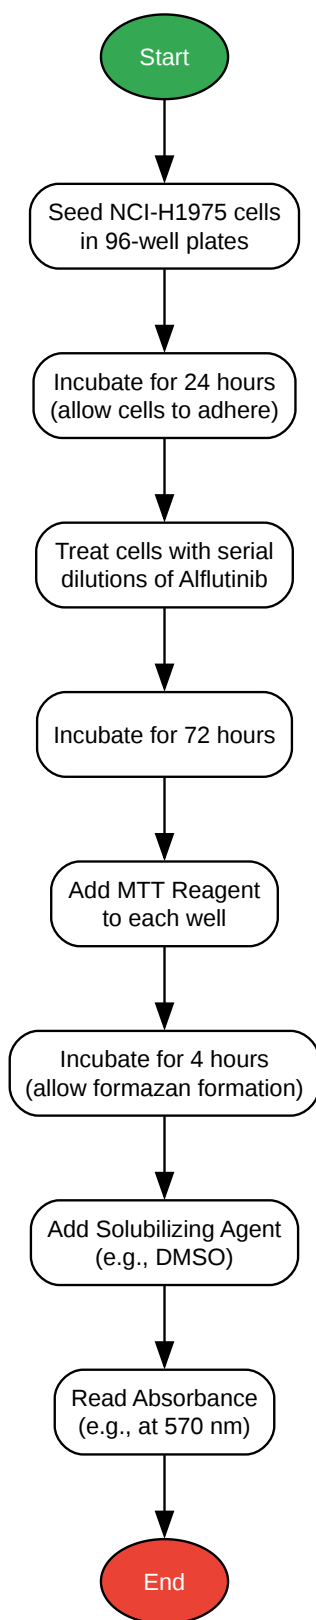 Start
Seed NCI-H1975 cells
in 96-well plates
Incubate for 24 hours
(allow cells to adhere)
Treat cells with serial
dilutions of Alflutinib
Incubate for 72 hours
Add MTT Reagent
to each well
Incubate for 4 hours
(allow formazan formation)
Add Solubilizing Agent
(e.g., DMSO)
Read Absorbance
(e.g., at 570 nm)
End